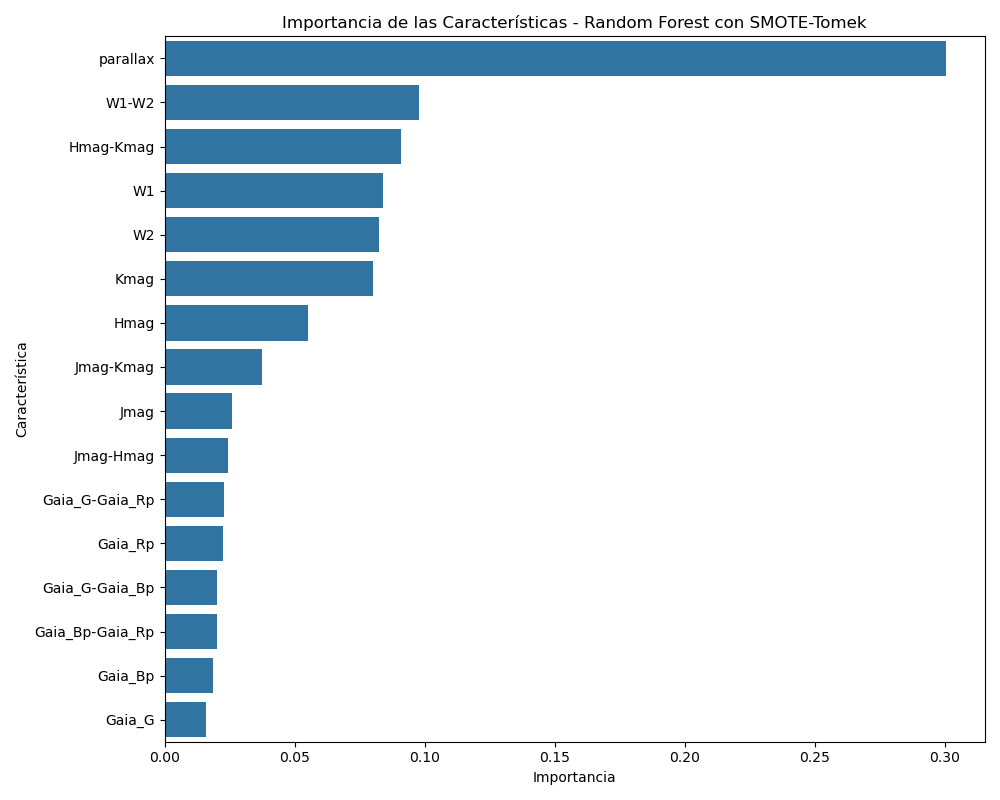 Importancia de las Características - Random Forest con SMOTE-Tomek
Característica
parallax
W1-W2
Hmag-Kmag
W1
W2
Kmag
Hmag
Jmag-Kmag
Jmag
Jmag-Hmag
Gaia_G-Gaia_Rp
Gaia_Rp
Gaia_G-Gaia_Bp
Gaia_Bp-Gaia_Rp
Gaia_Bp
Gaia_G
0.00 0.05 0.10 0.15 0.20 0.25 0.30
Importancia